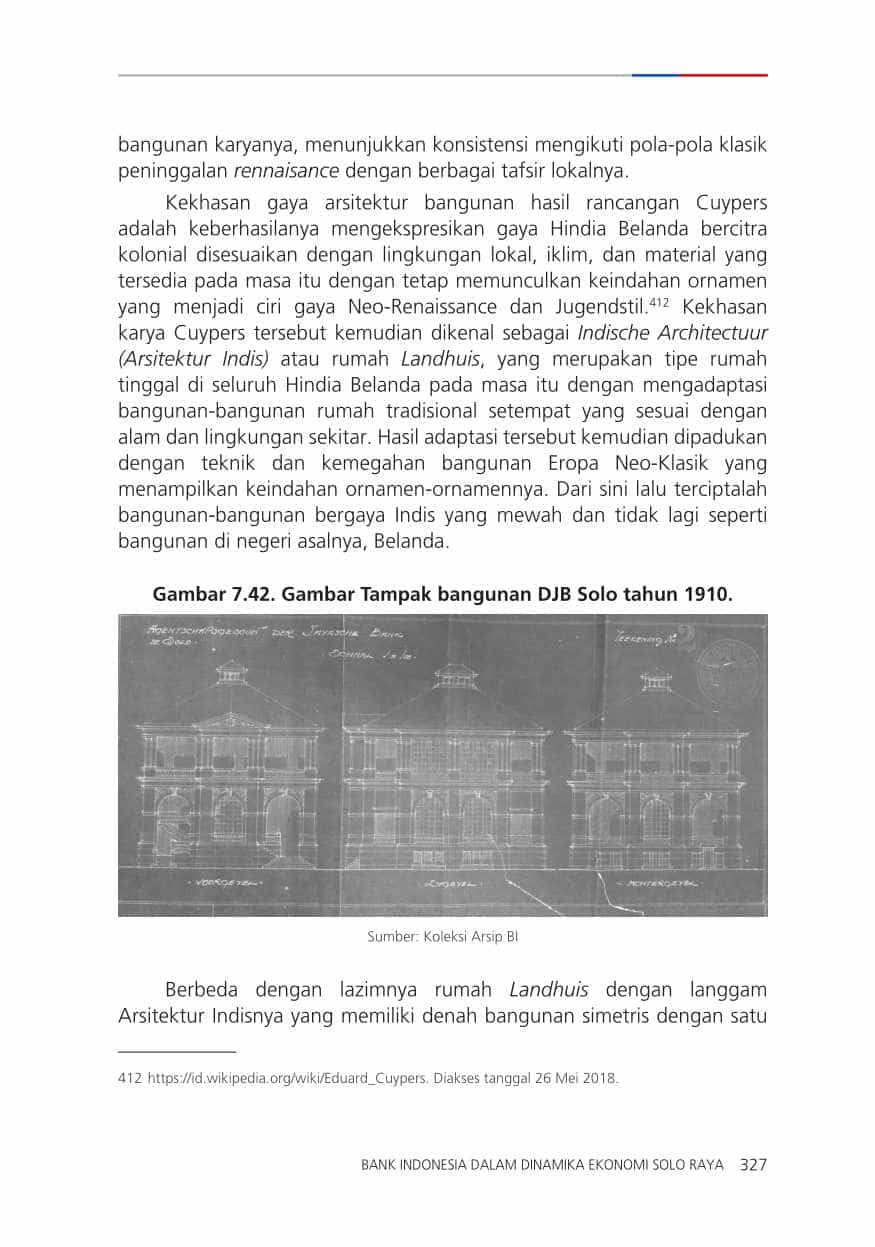 bangunan karyanya, menunjukkan konsistensi mengikuti pola-pola klasik
peninggalan rennaisance dengan berbagai tafsir lokalnya.
Kekhasan gaya arsitektur bangunan hasil rancangan Cuypers
adalah keberhasilanya mengekspresikan gaya Hindia Belanda bercitra
kolonial disesuaikan dengan lingkungan lokal, iklim, dan material yang
tersedia pada masa itu dengan tetap memunculkan keindahan ornamen
yang menjadi ciri gaya Neo-Renaissance dan Jugendstil.412 Kekhasan
karya Cuypers tersebut kemudian dikenal sebagai Indische Architectuur
(Arsitektur Indis) atau rumah Landhuis, yang merupakan tipe rumah
tinggal di seluruh Hindia Belanda pada masa itu dengan mengadaptasi
bangunan-bangunan rumah tradisional setempat yang sesuai dengan
alam dan lingkungan sekitar. Hasil adaptasi tersebut kemudian dipadukan
dengan teknik dan kemegahan bangunan Eropa Neo-Klasik yang
menampilkan keindahan ornamen-ornamennya. Dari sini lalu terciptalah
bangunan-bangunan bergaya Indis yang mewah dan tidak lagi seperti
bangunan di negeri asalnya, Belanda.
Gambar 7.42. Gambar Tampak bangunan DJB Solo tahun 1910.
AGENTSCHAPSGEBOUW DER JAVASCHE BANK
TE SOLO.
SCHAAL
TEEKENING No 2
VOORGEVEL.
ZYGEVEL.
ACHTERGEVEL.
Sumber: Koleksi Arsip BI
Berbeda dengan lazimnya rumah Landhuis dengan langgam
Arsitektur Indisnya yang memiliki denah bangunan simetris dengan satu
412 https://id.wikipedia.org/wiki/Eduard_Cuypers. Diakses tanggal 26 Mei 2018.
BANK INDONESIA DALAM DINAMIKA EKONOMI SOLO RAYA 327